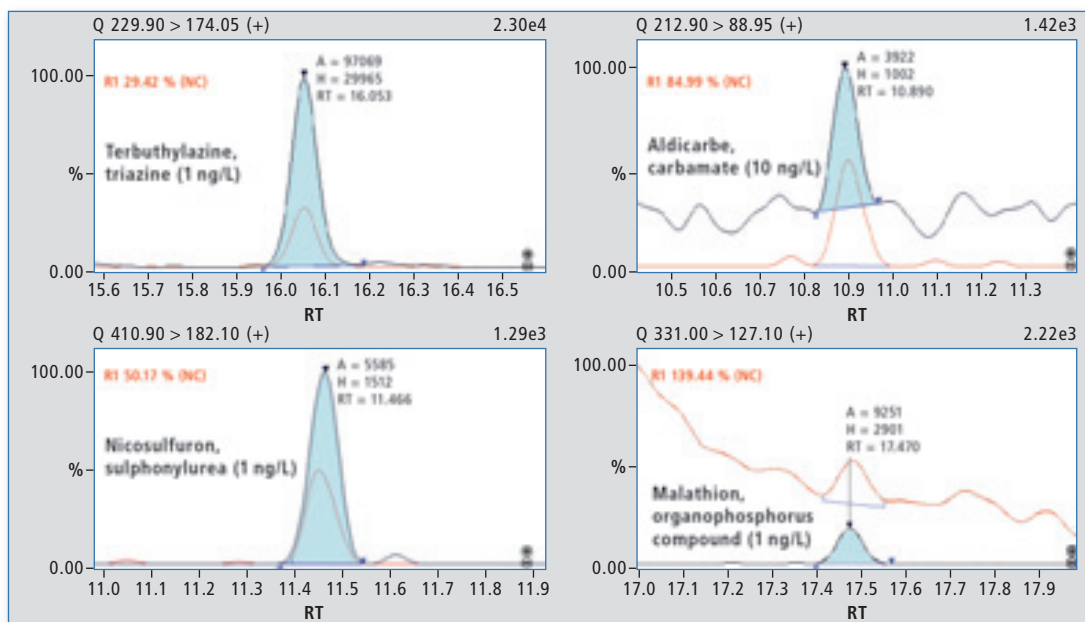 Q 229.90 > 174.05 (+) 2.30e4
100.00
R1 29.42 % (NC)
A = 97069
H = 29965
RT = 16.053
Terbuthylazine,
triazine (1 ng/L)
%
0.00
15.6 15.7 15.8 15.9 16.0 16.1 16.2 16.3 16.4 16.5
RT
Q 212.90 > 88.95 (+) 1.42e3
100.00
R1 84.99 % (NC)
A = 3922
H = 1002
RT = 10.890
Aldicarbe,
carbamate (10 ng/L)
%
0.00
10.5 10.6 10.7 10.8 10.9 11.0 11.1 11.2 11.3
RT
Q 410.90 > 182.10 (+) 1.29e3
100.00
R1 50.17 % (NC)
A = 5585
H = 1512
RT = 11.466
Nicosulfuron,
sulphonylurea (1 ng/L)
%
0.00
11.0 11.1 11.2 11.3 11.4 11.5 11.6 11.7 11.8 11.9
RT
Q 331.00 > 127.10 (+) 2.22e3
100.00
R1 139.44 % (NC)
A = 9251
H = 2901
RT = 17.470
%
Malathion,
organophosphorus
compound (1 ng/L)
0.00
17.0 17.1 17.2 17.3 17.4 17.5 17.6 17.7 17.8 17.9
RT